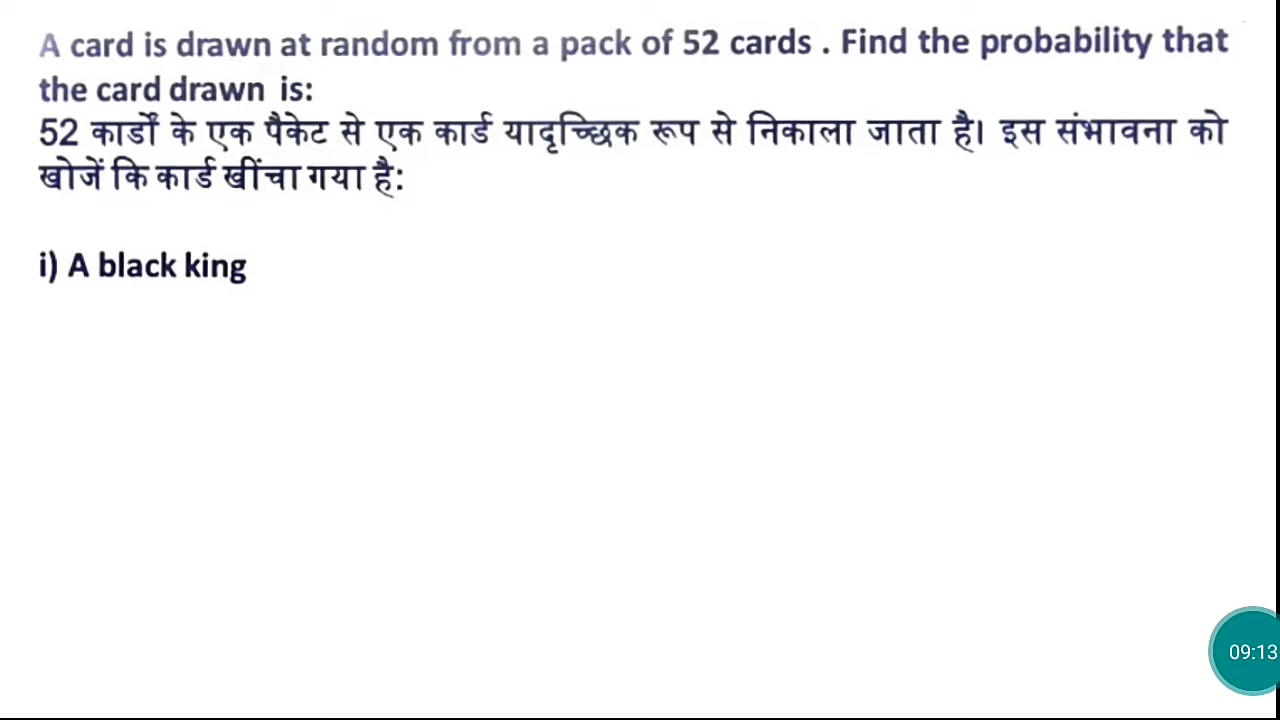 A card is drawn at random from a pack of 52 cards . Find the probability that
the card drawn is:
52 कार्डों के एक पैकेट से एक कार्ड यादृच्छिक रूप से निकाला जाता है। इस संभावना को
खोजें कि कार्ड खींचा गया है:
i) A black king
09:13